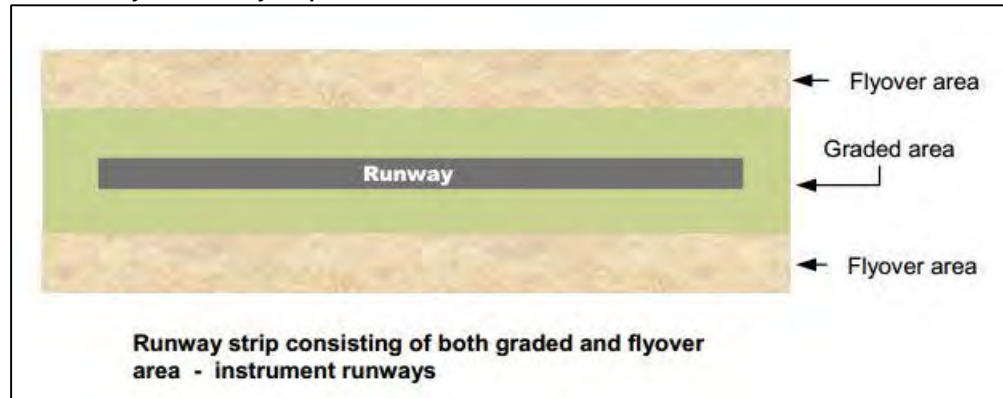 Flyover area
Graded area
Runway
Flyover area
Runway strip consisting of both graded and flyover
area - instrument runways